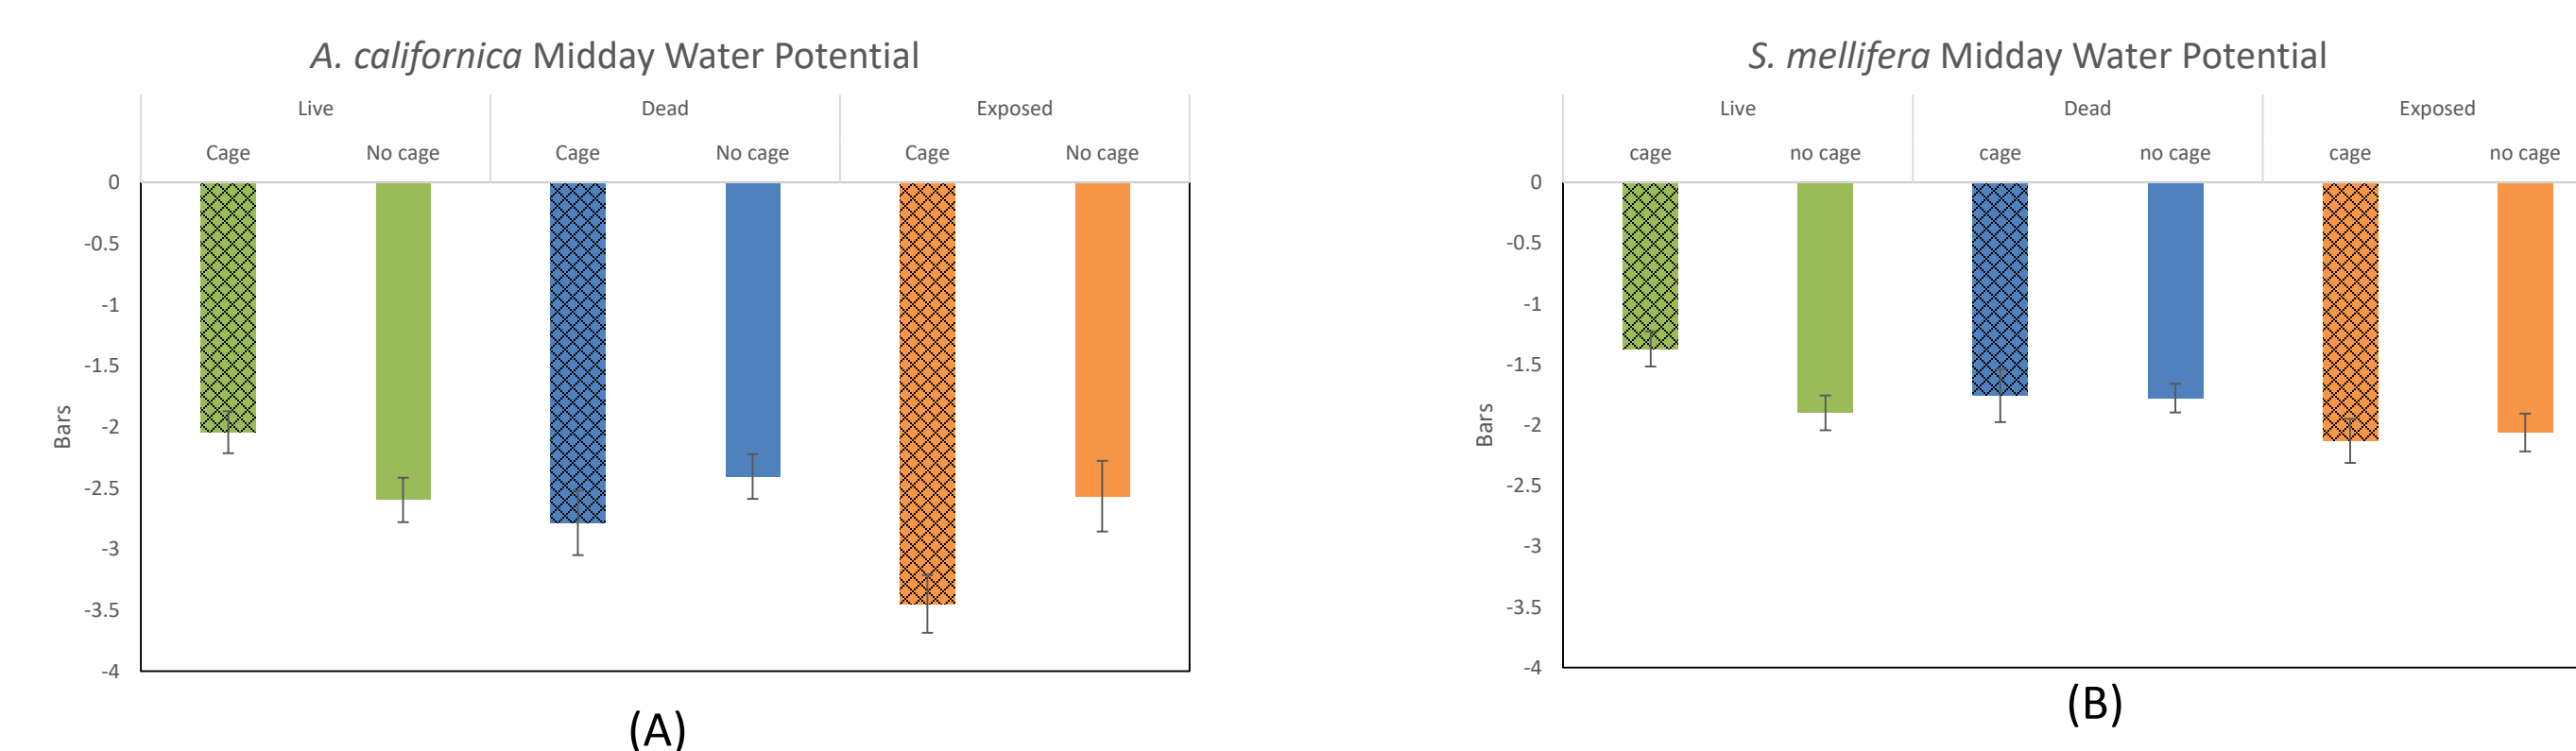 A. californica Midday Water Potential
Live Dead Exposed
Cage No cage Cage No cage Cage No cage
0
-0.5
-1
-1.5
-2
-2.5
-3
-3.5
-4
Bars
(A)
S. mellifera Midday Water Potential
Live Dead Exposed
cage no cage cage no cage cage no cage
0
-0.5
-1
-1.5
-2
-2.5
-3
-3.5
-4
Bars
(B)